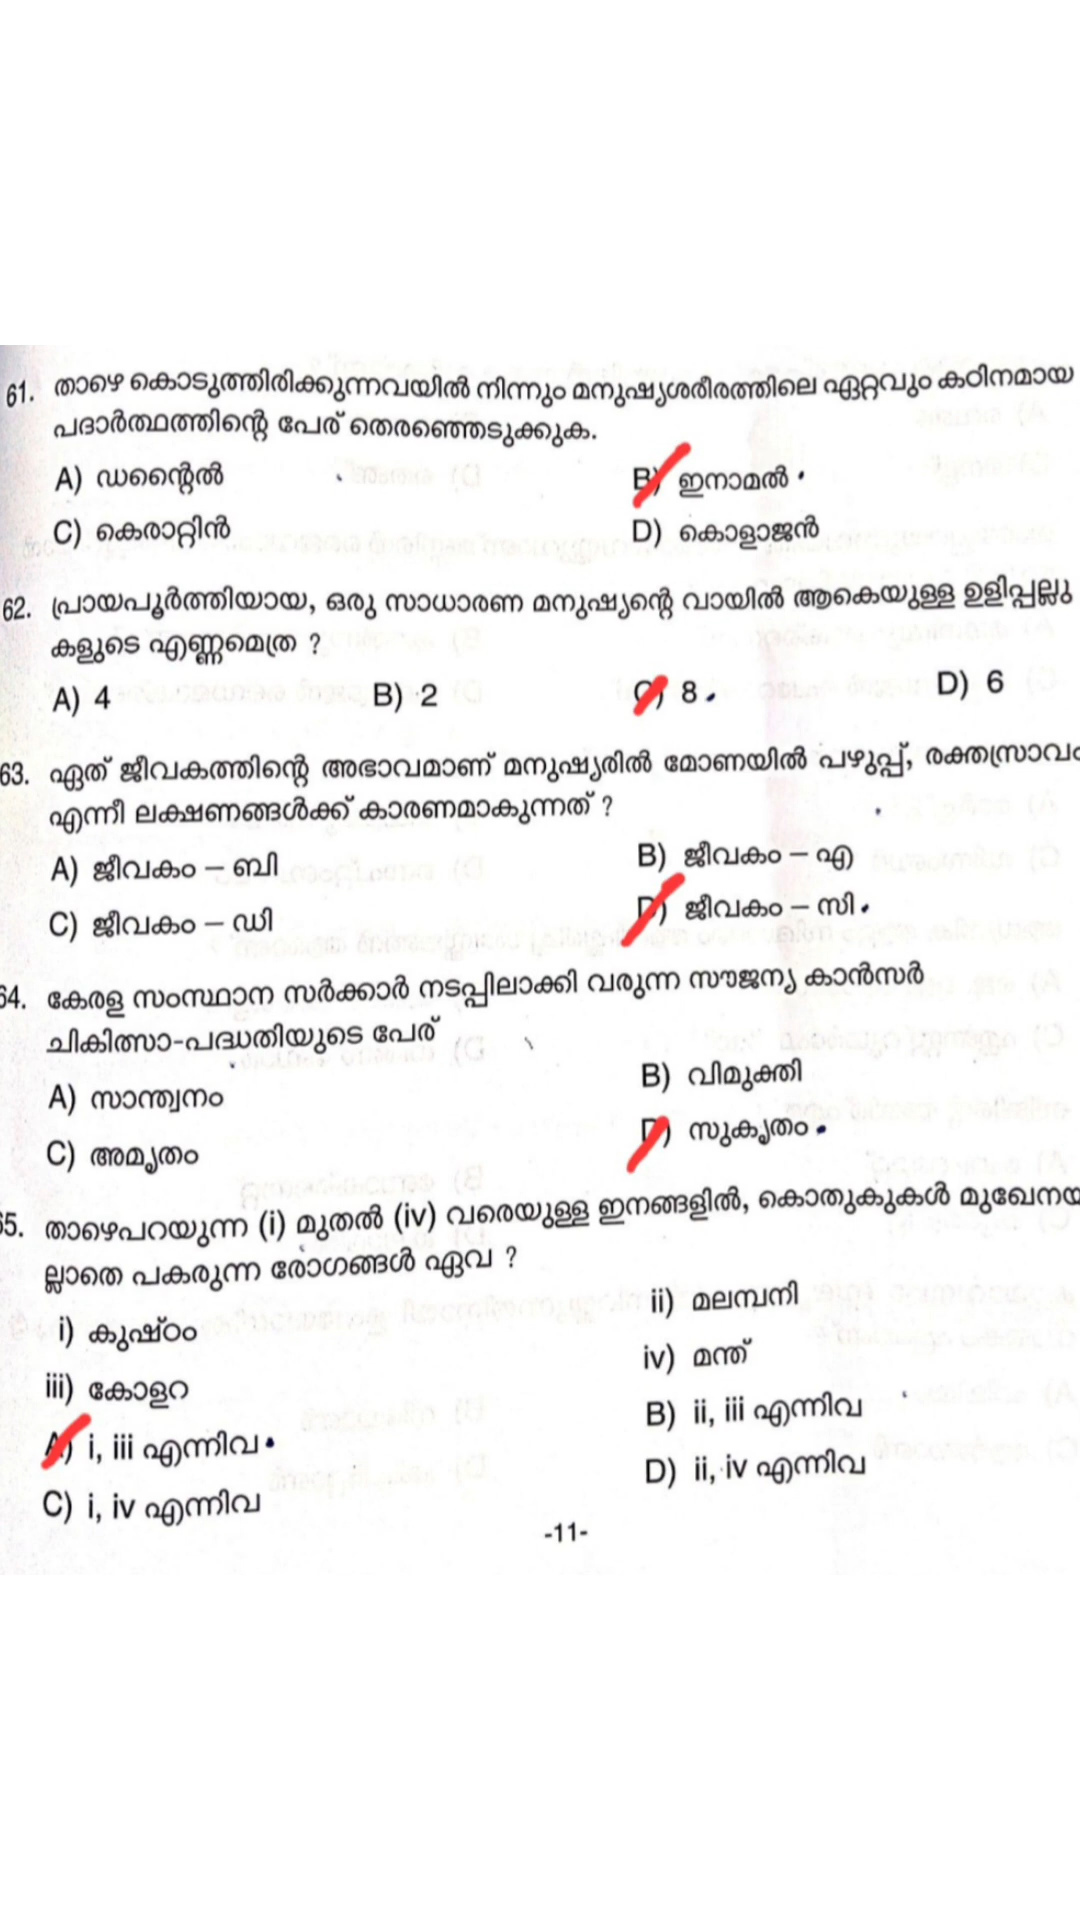 61. താഴെ കൊടുത്തിരിക്കുന്നവയിൽ നിന്നും മനുഷ്യശരീരത്തിലെ ഏറ്റവും കഠിനമായ
പദാർത്ഥത്തിന്റെ പേര് തെരഞ്ഞെടുക്കുക.
A) ഡന്റൈൽ B) ഇനാമൽ
C) കെരാറ്റിൻ D) കൊളാജൻ
62. പ്രായപൂർത്തിയായ, ഒരു സാധാരണ മനുഷ്യന്റെ വായിൽ ആകെയുള്ള ഉളിപ്പല്ലു
കളുടെ എണ്ണമെത്ര ?
A) 4 B) 2 C) 8 D) 6
63. ഏത് ജീവകത്തിന്റെ അഭാവമാണ് മനുഷ്യരിൽ മോണയിൽ പഴുപ്പ്, രക്തസ്രാവം
എന്നീ ലക്ഷണങ്ങൾക്ക് കാരണമാകുന്നത് ?
A) ജീവകം – ബി B) ജീവകം – എ
C) ജീവകം – ഡി D) ജീവകം – സി
64. കേരള സംസ്ഥാന സർക്കാർ നടപ്പിലാക്കി വരുന്ന സൗജന്യ കാൻസർ
ചികിത്സാ-പദ്ധതിയുടെ പേര്
A) സാന്ത്വനം B) വിമുക്തി
C) അമൃതം D) സുകൃതം
65. താഴെപറയുന്ന (i) മുതൽ (iv) വരെയുള്ള ഇനങ്ങളിൽ, കൊതുകുകൾ മുഖേനയ
ല്ലാതെ പകരുന്ന രോഗങ്ങൾ ഏവ ?
i) കുഷ്ഠം ii) മലമ്പനി
iii) കോളറ iv) മന്ത്
A) i, iii എന്നിവ B) ii, iii എന്നിവ
C) i, iv എന്നിവ D) ii, iv എന്നിവ
-11-